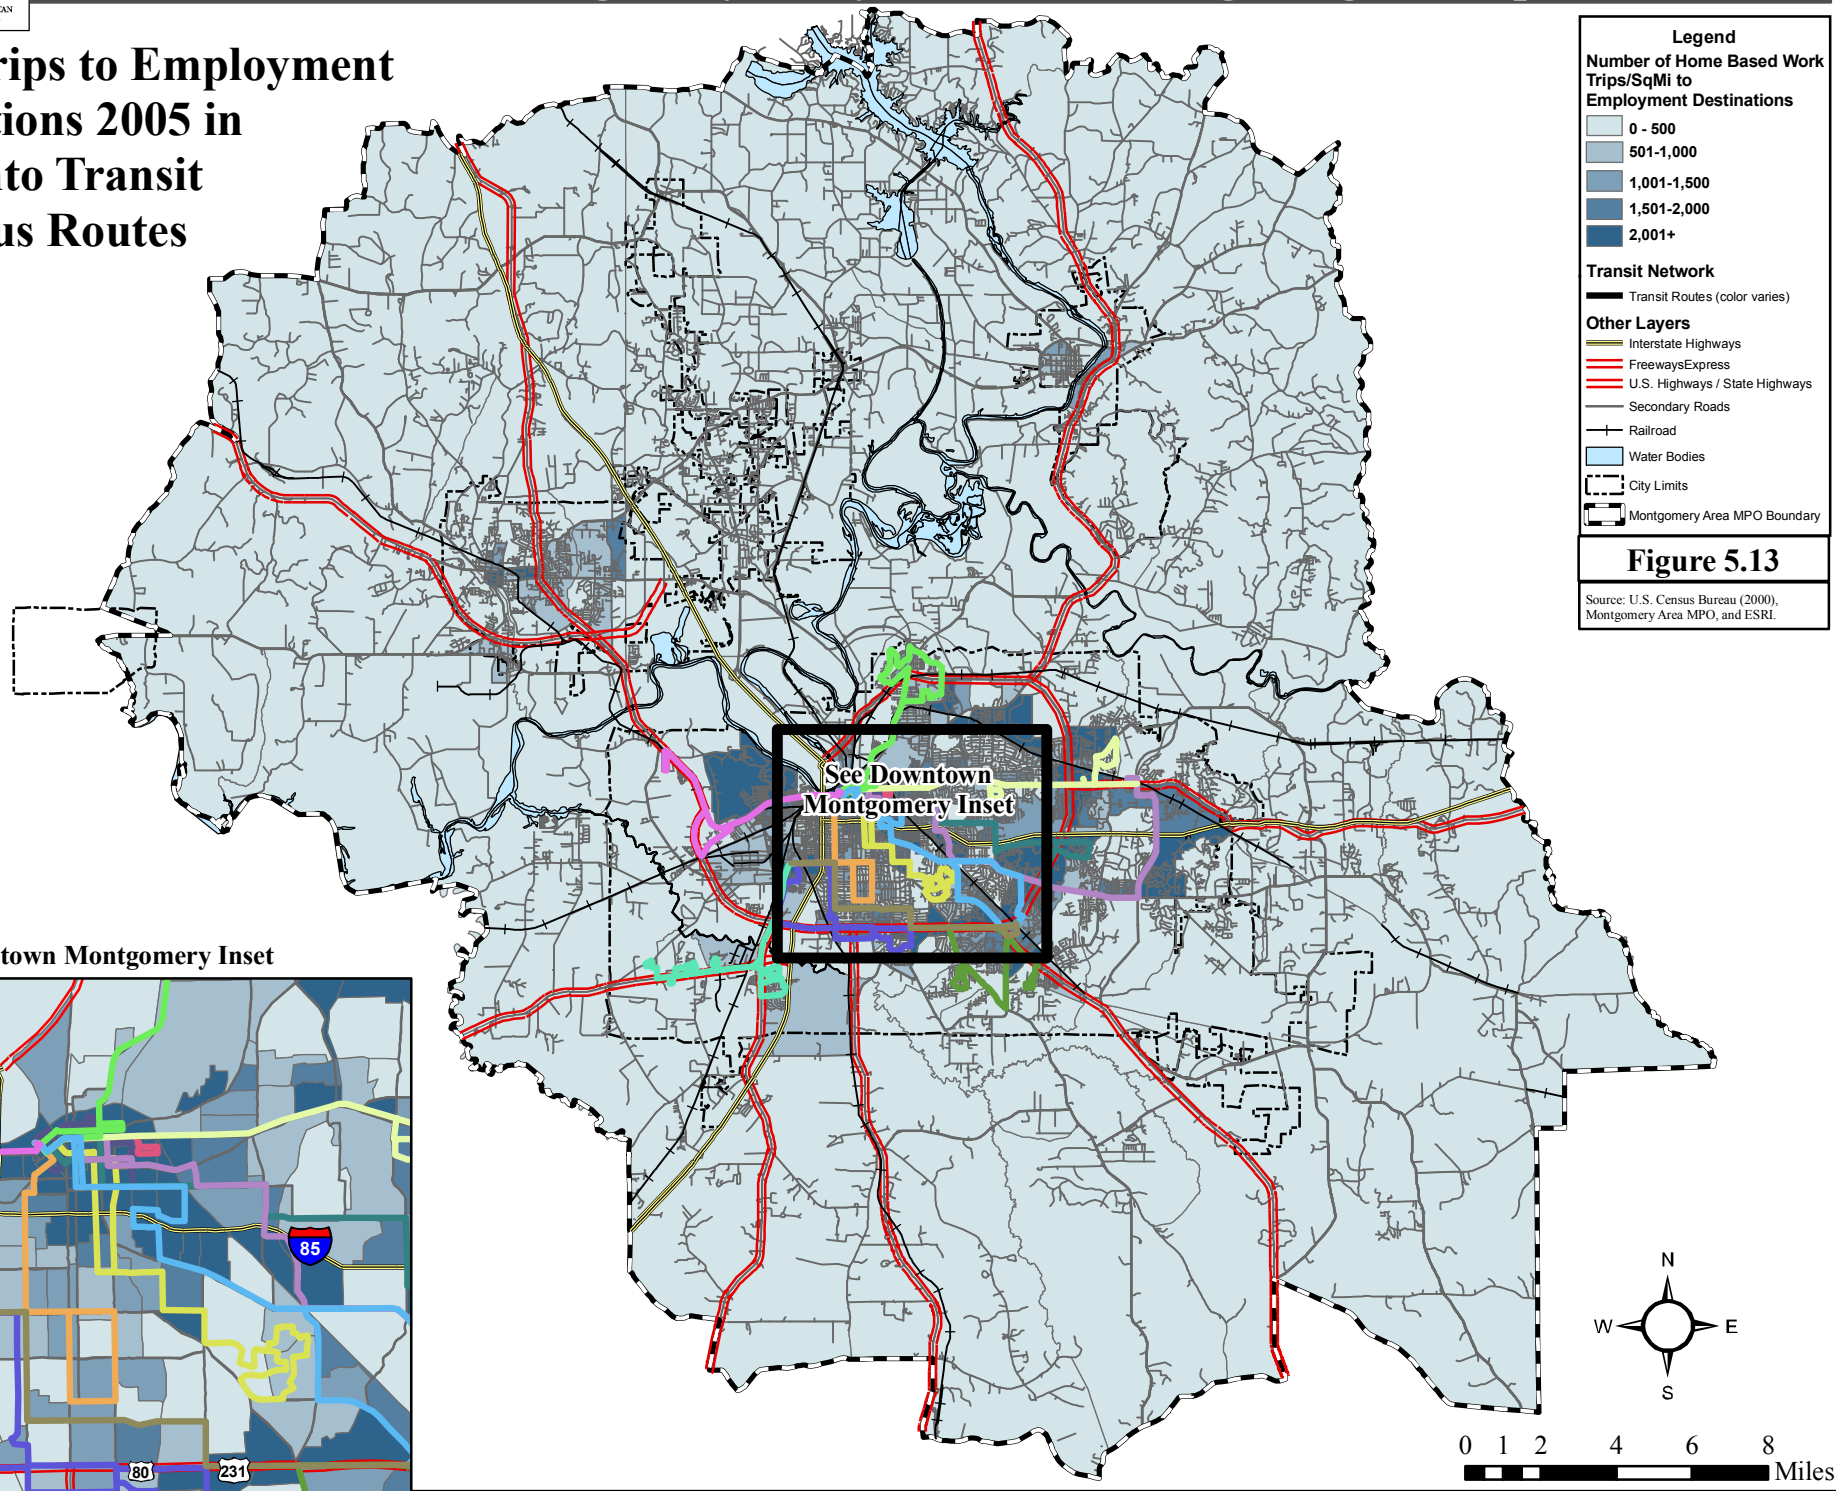 rips to Employment
tions 2005 in
nto Transit
us Routes
Legend
Number of Home Based Work
Trips/SqMi to
Employment Destinations
0 - 500
501-1,000
1,001-1,500
1,501-2,000
2,001+
Transit Network
Transit Routes (color varies)
Other Layers
Interstate Highways
FreewaysExpress
U.S. Highways / State Highways
Secondary Roads
Railroad
Water Bodies
City Limits
Montgomery Area MPO Boundary
Figure 5.13
Source: U.S. Census Bureau (2000),
Montgomery Area MPO, and ESRI.
See Downtown
Montgomery Inset
town Montgomery Inset
85
80
231
N
W E
S
0 1 2 4 6 8
Miles